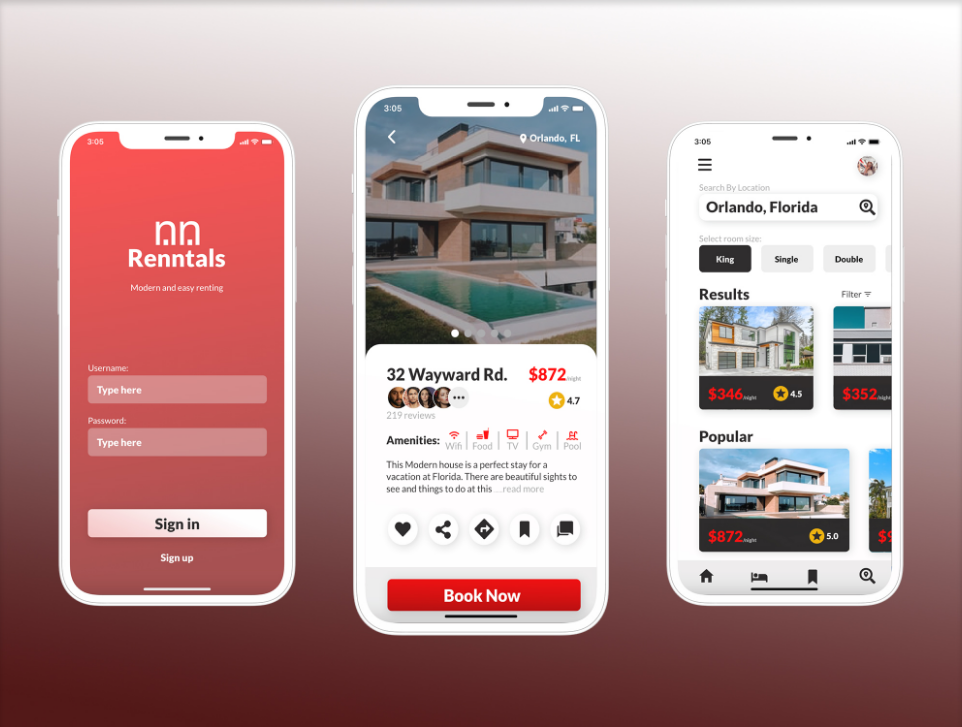 3:05
nn
Renntals
Modern and easy renting
Username:
Type here
Password:
Type here
Sign in
Sign up
3:05
Orlando, FL
32 Wayward Rd.
$872/night
4.7
219 reviews
Amenities:
Wifi
Food
TV
Gym
Pool
This Modern house is a perfect stay for a
vacation at Florida. There are beautiful sights to
see and things to do at this ...read more
Book Now
3:05
Search By Location
Orlando, Florida
Select room size:
King
Single
Double
Results
Filter
$346/night
4.5
$352/night
Popular
$872/night
5.0